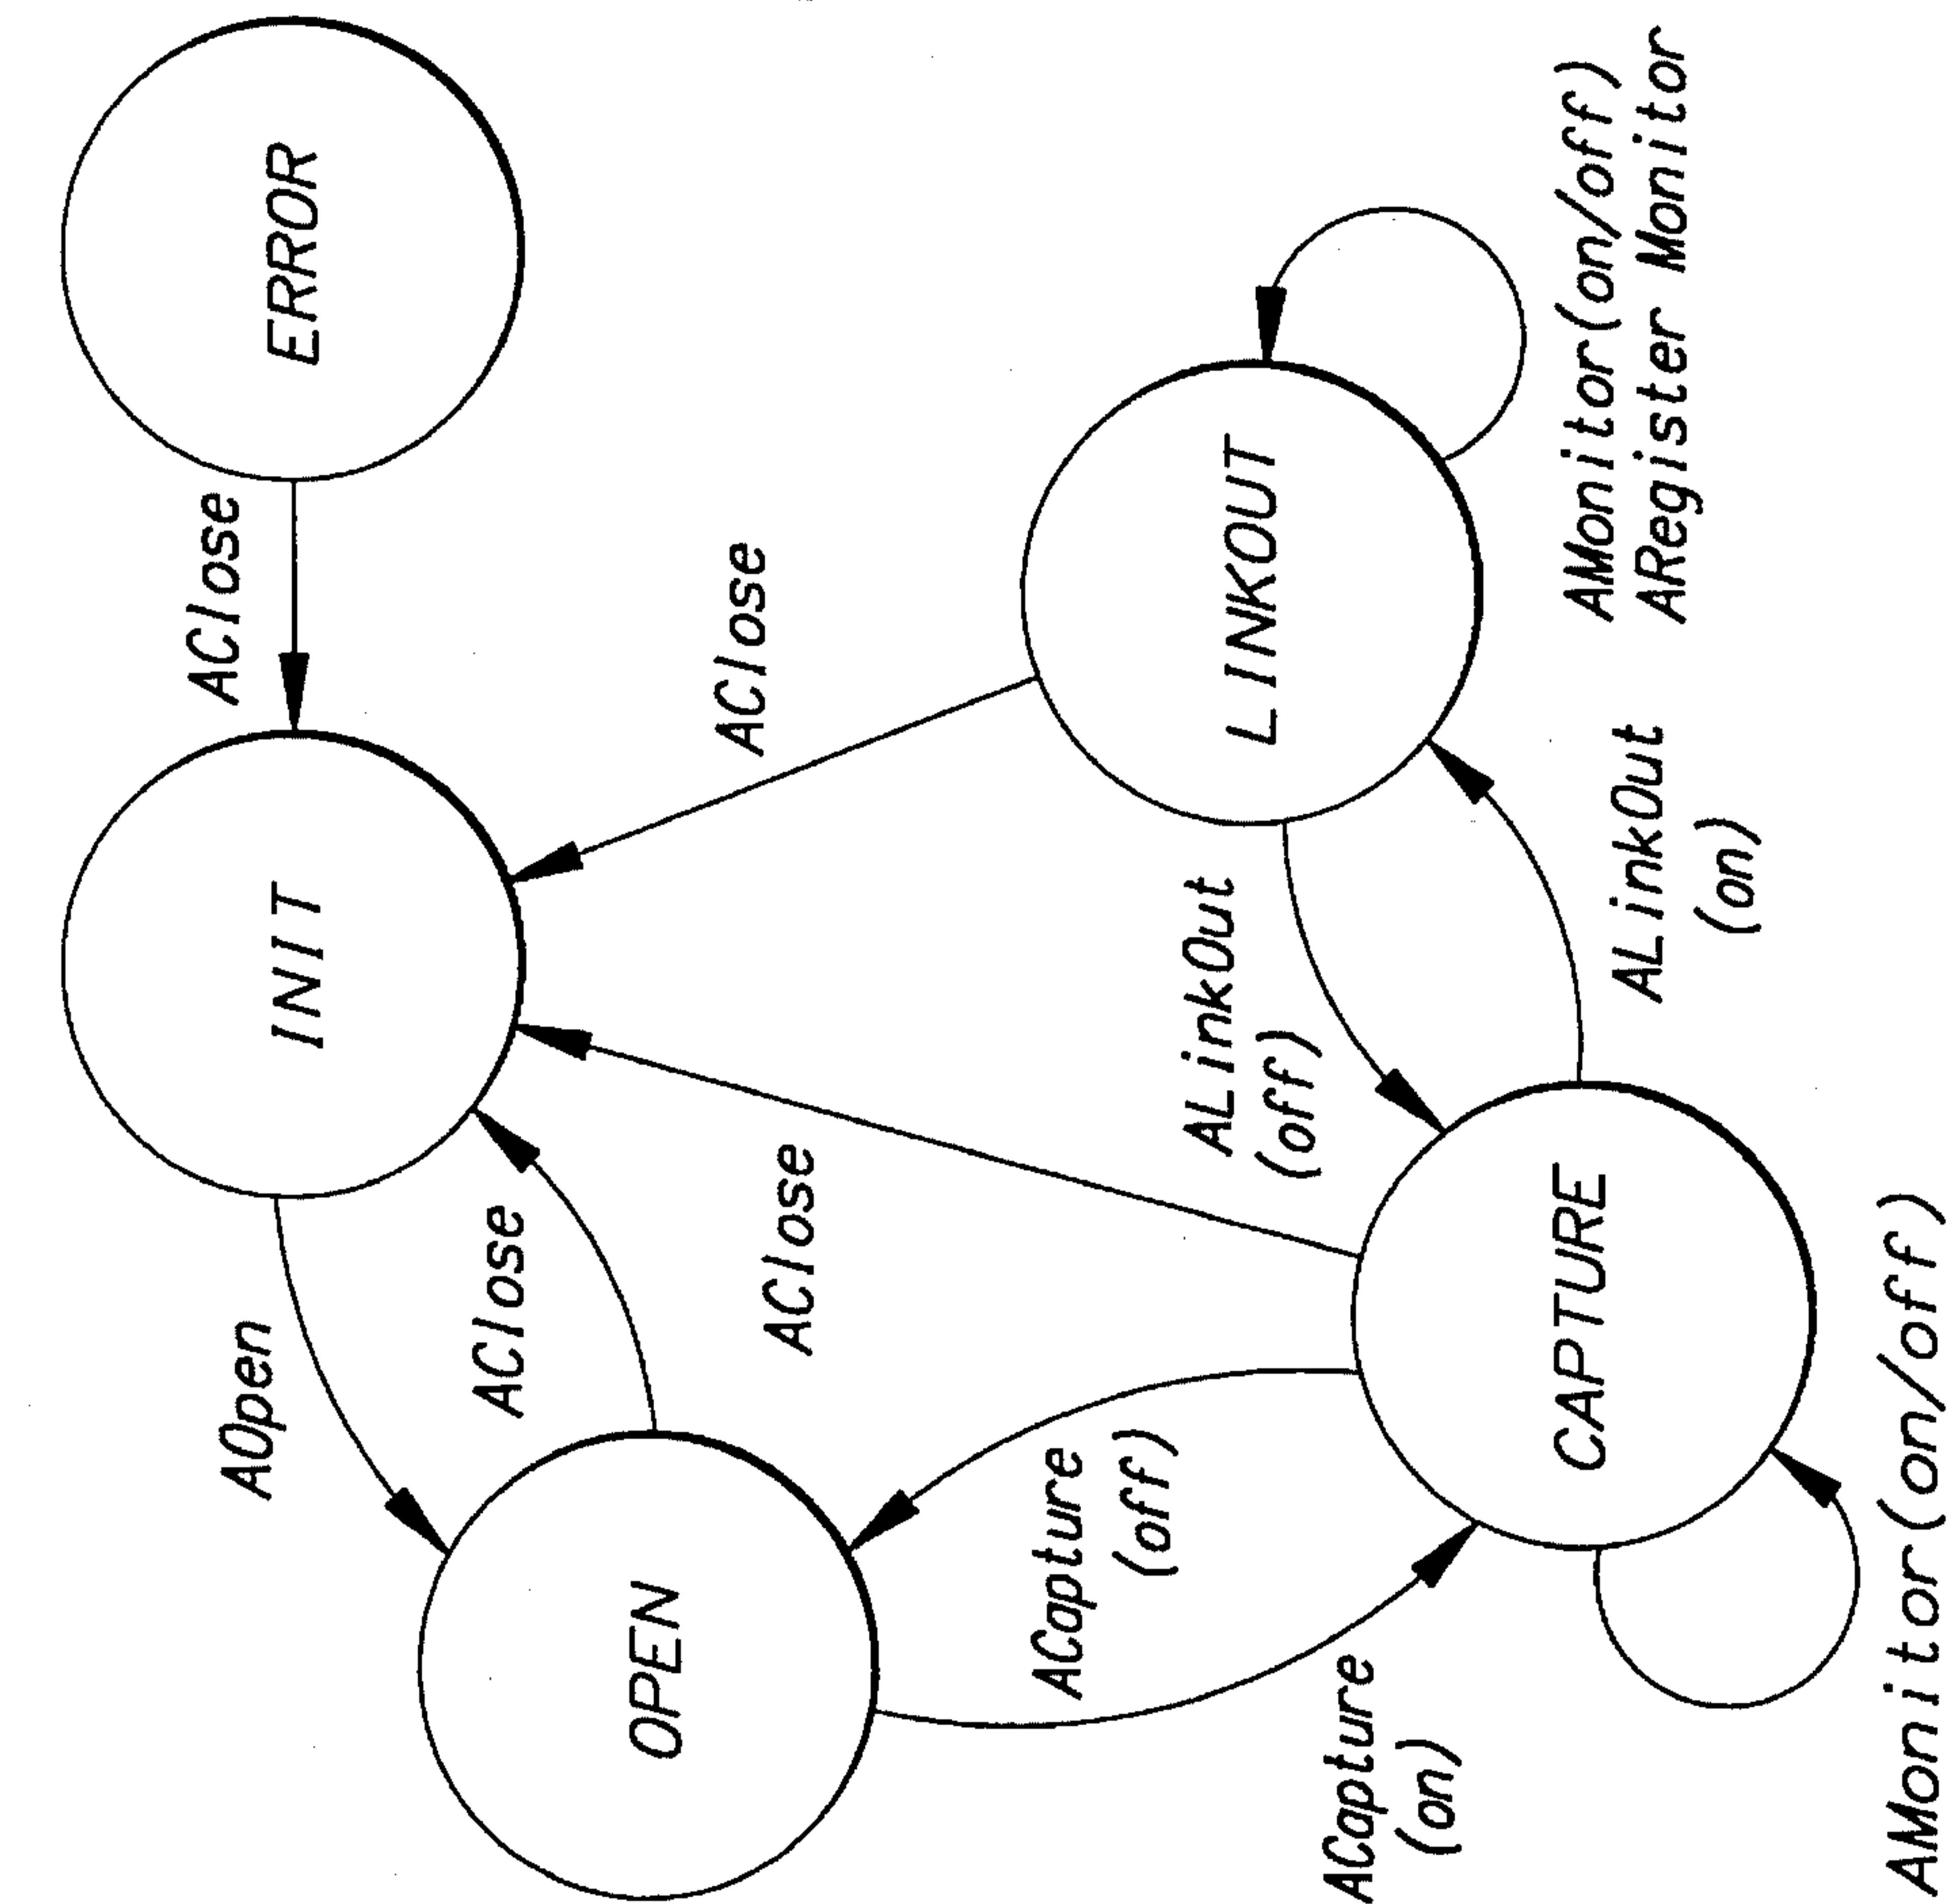 OPEN
AOpen
AClose
INIT
AClose
ERROR
ACapture
(off)
AClose
AClose
ACapture
(on)
ALinkOut
(off)
LINKOUT
CAPTURE
ALinkOut
(on)
AMonitor(on/off)
ARegister Monitor
AMonitor(on/off)